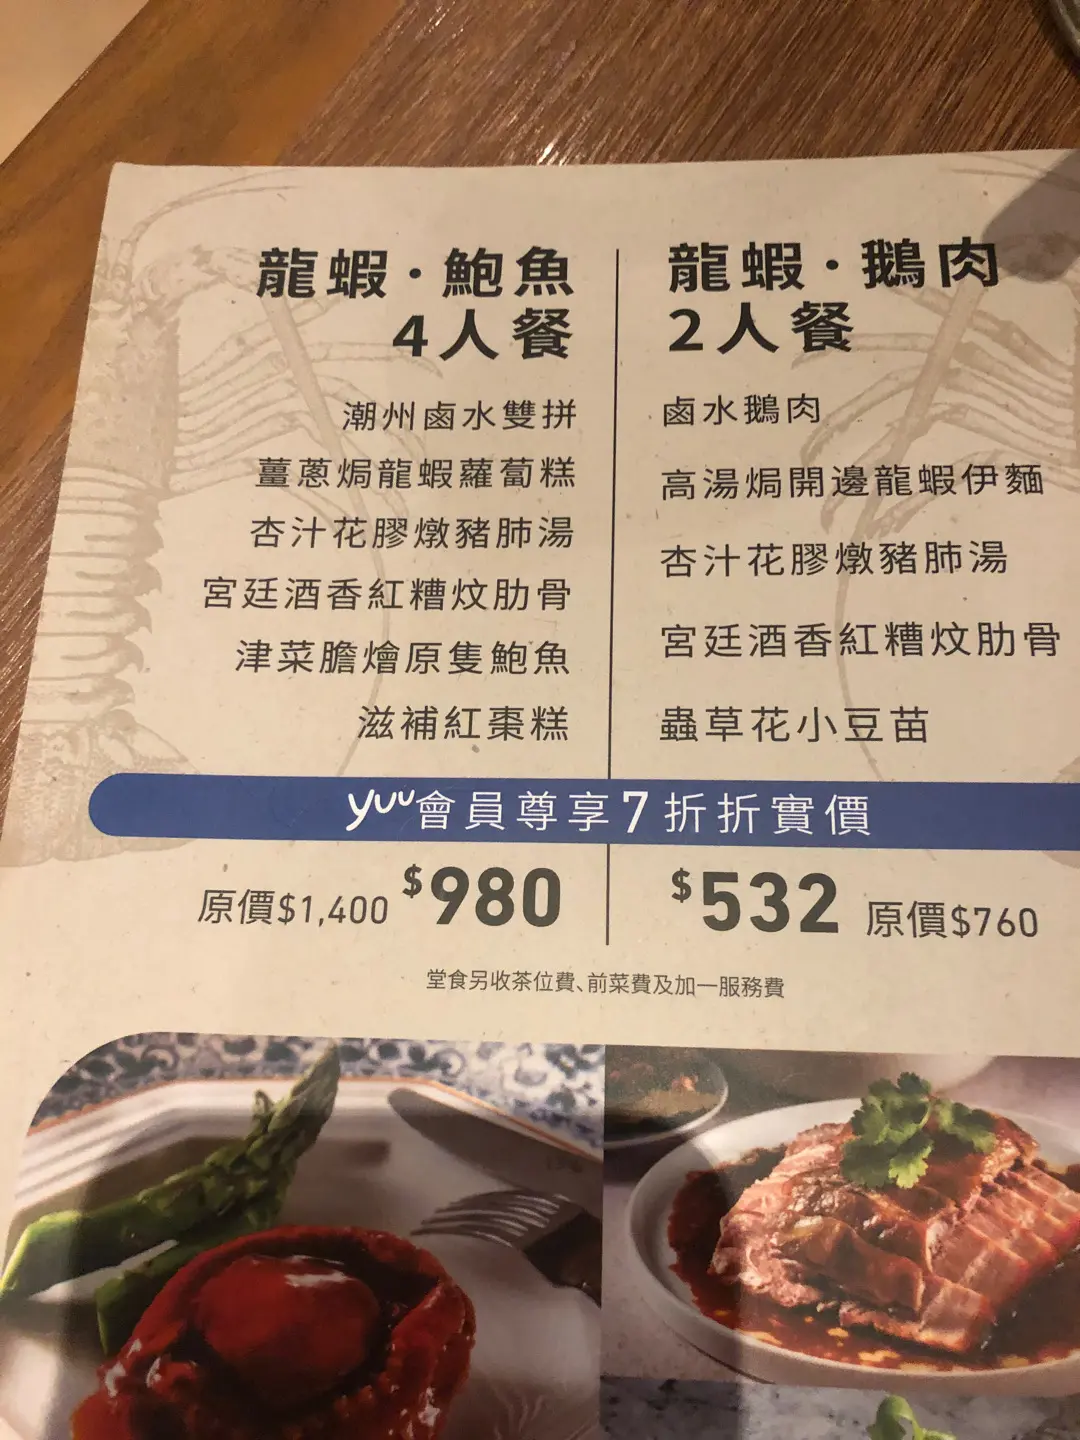 龍蝦·鮑魚
4人餐
潮州鹵水雙拼
薑蔥焗龍蝦蘿蔔糕
杏汁花膠燉豬肺湯
宮廷酒香紅糟炆肋骨
津菜膽燴原隻鮑魚
滋補紅棗糕
龍蝦·鵝肉
2人餐
鹵水鵝肉
高湯焗開邊龍蝦伊麵
杏汁花膠燉豬肺湯
宮廷酒香紅糟炆肋骨
蟲草花小豆苗
yuu會員尊享7折折實價
原價$1,400 $980
$532 原價$760
堂食另收茶位費、前菜費及加一服務費